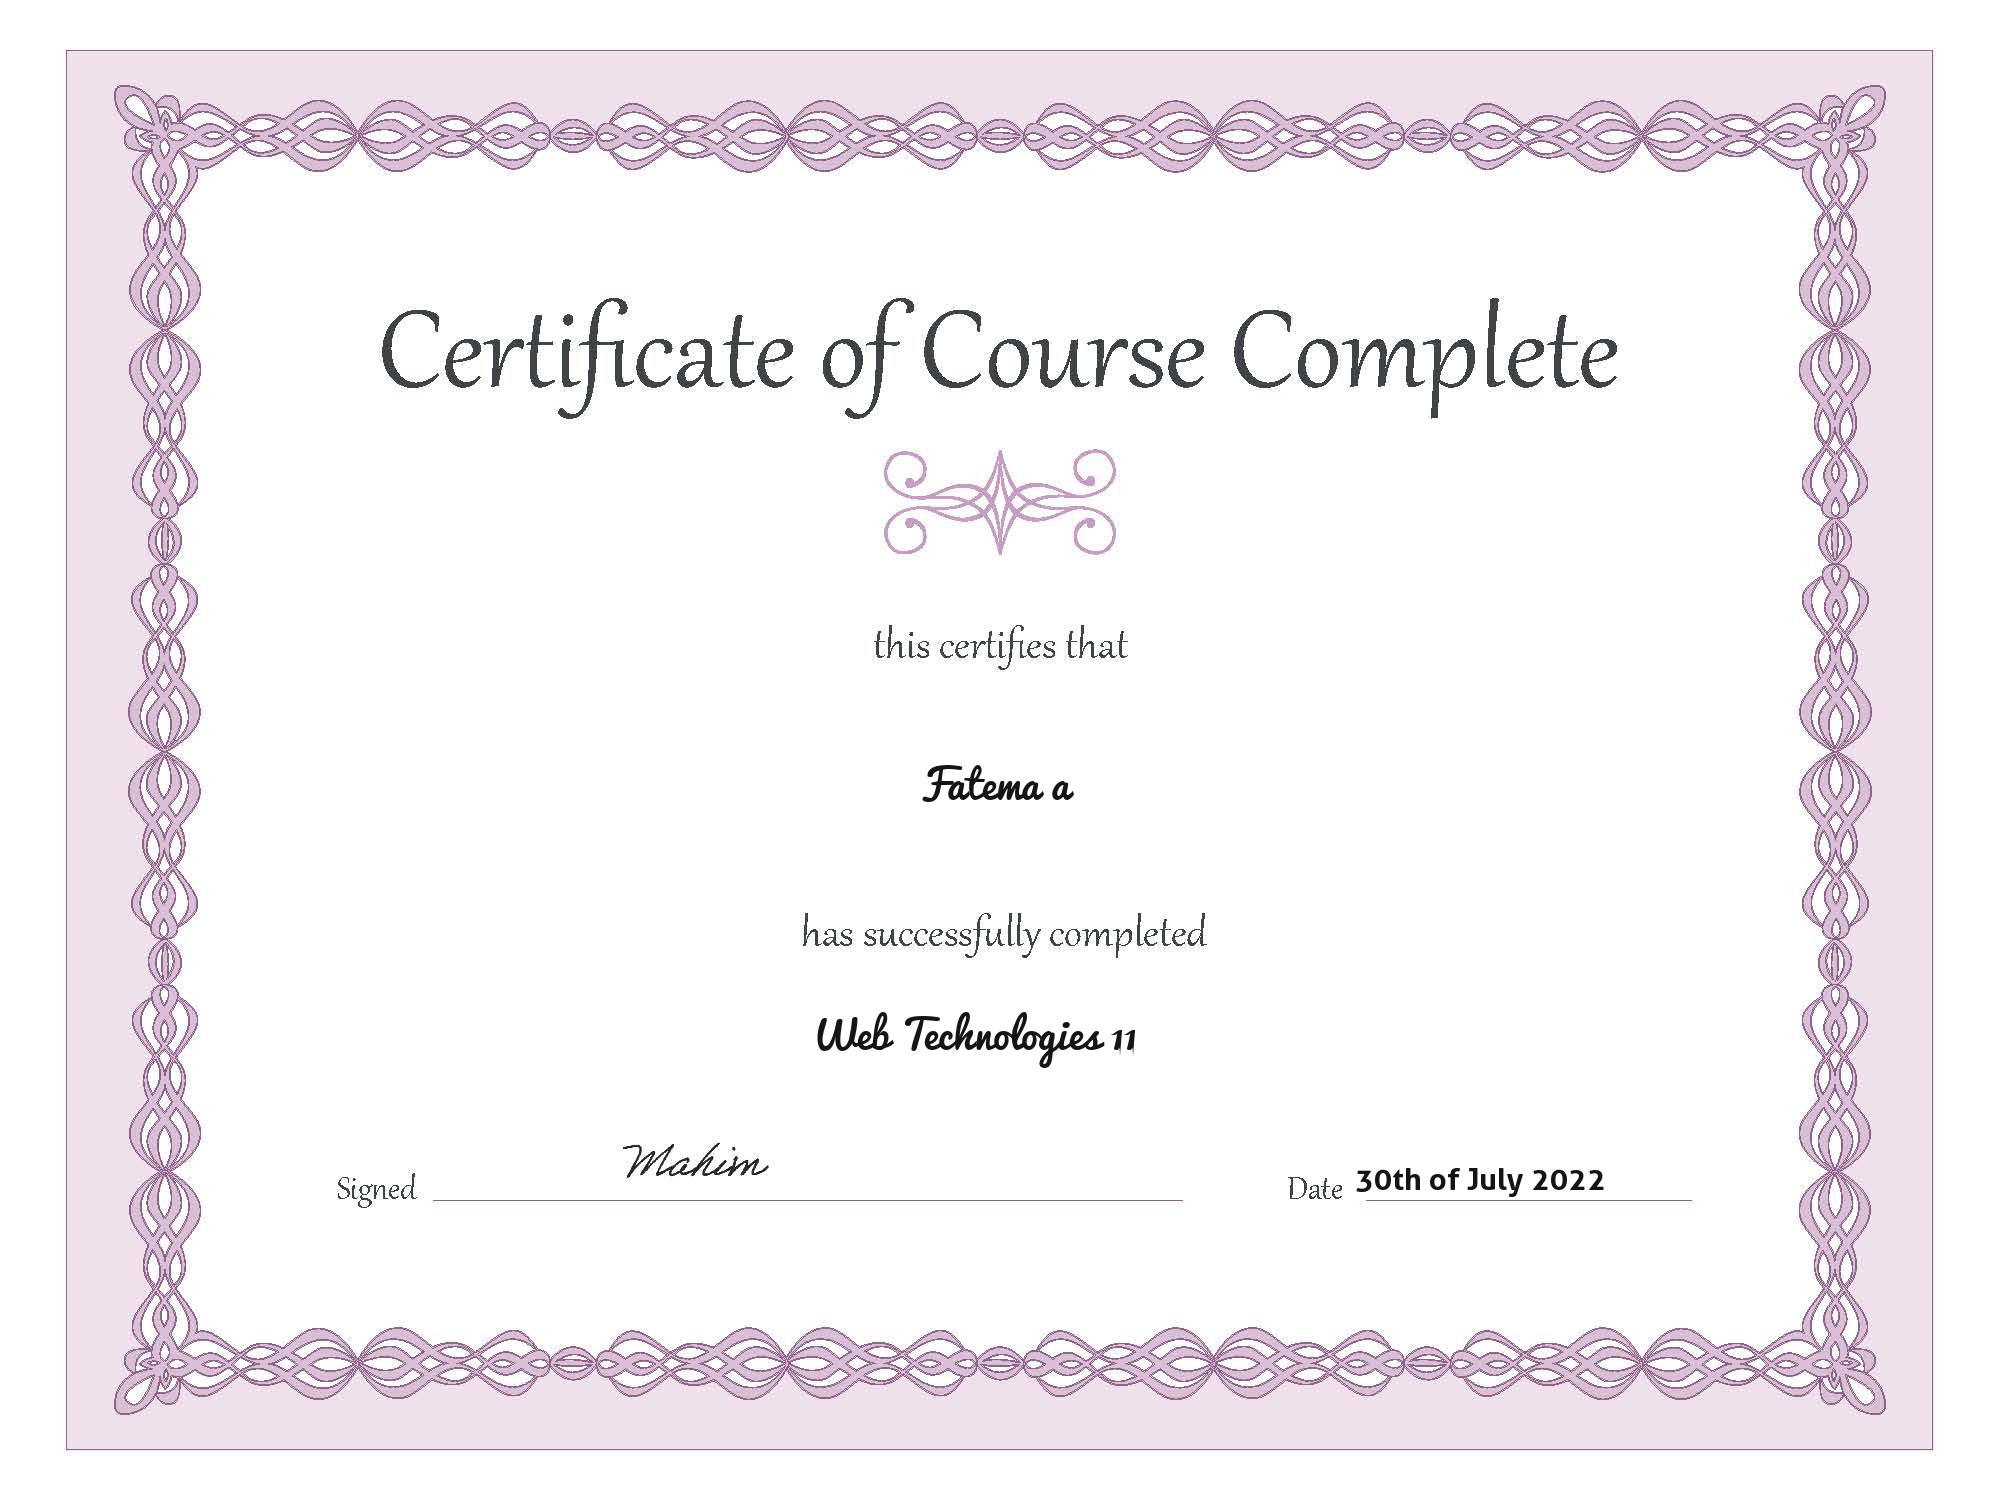 Certificate of Course Complete
this certifies that
Fatema a
has successfully completed
Web Technologies 11
Signed Mahim Date 30th of July 2022